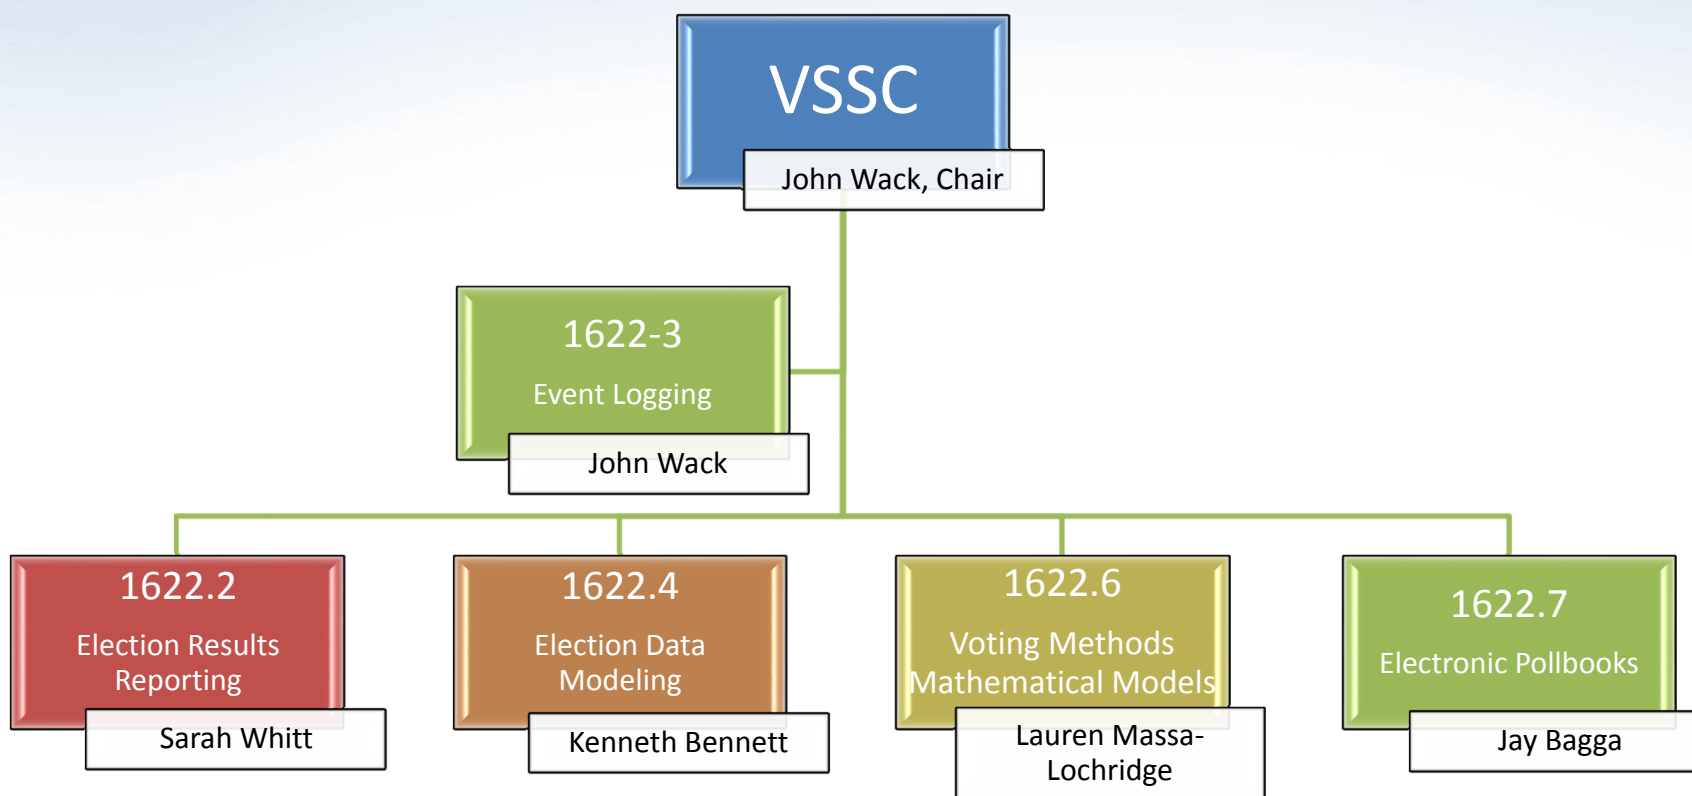 VSSC
John Wack, Chair
1622-3
Event Logging
John Wack
1622.2
Election Results
Reporting
Sarah Whitt
1622.4
Election Data
Modeling
Kenneth Bennett
1622.6
Voting Methods
Mathematical Models
Lauren Massa-
Lochridge
1622.7
Electronic Pollbooks
Jay Bagga